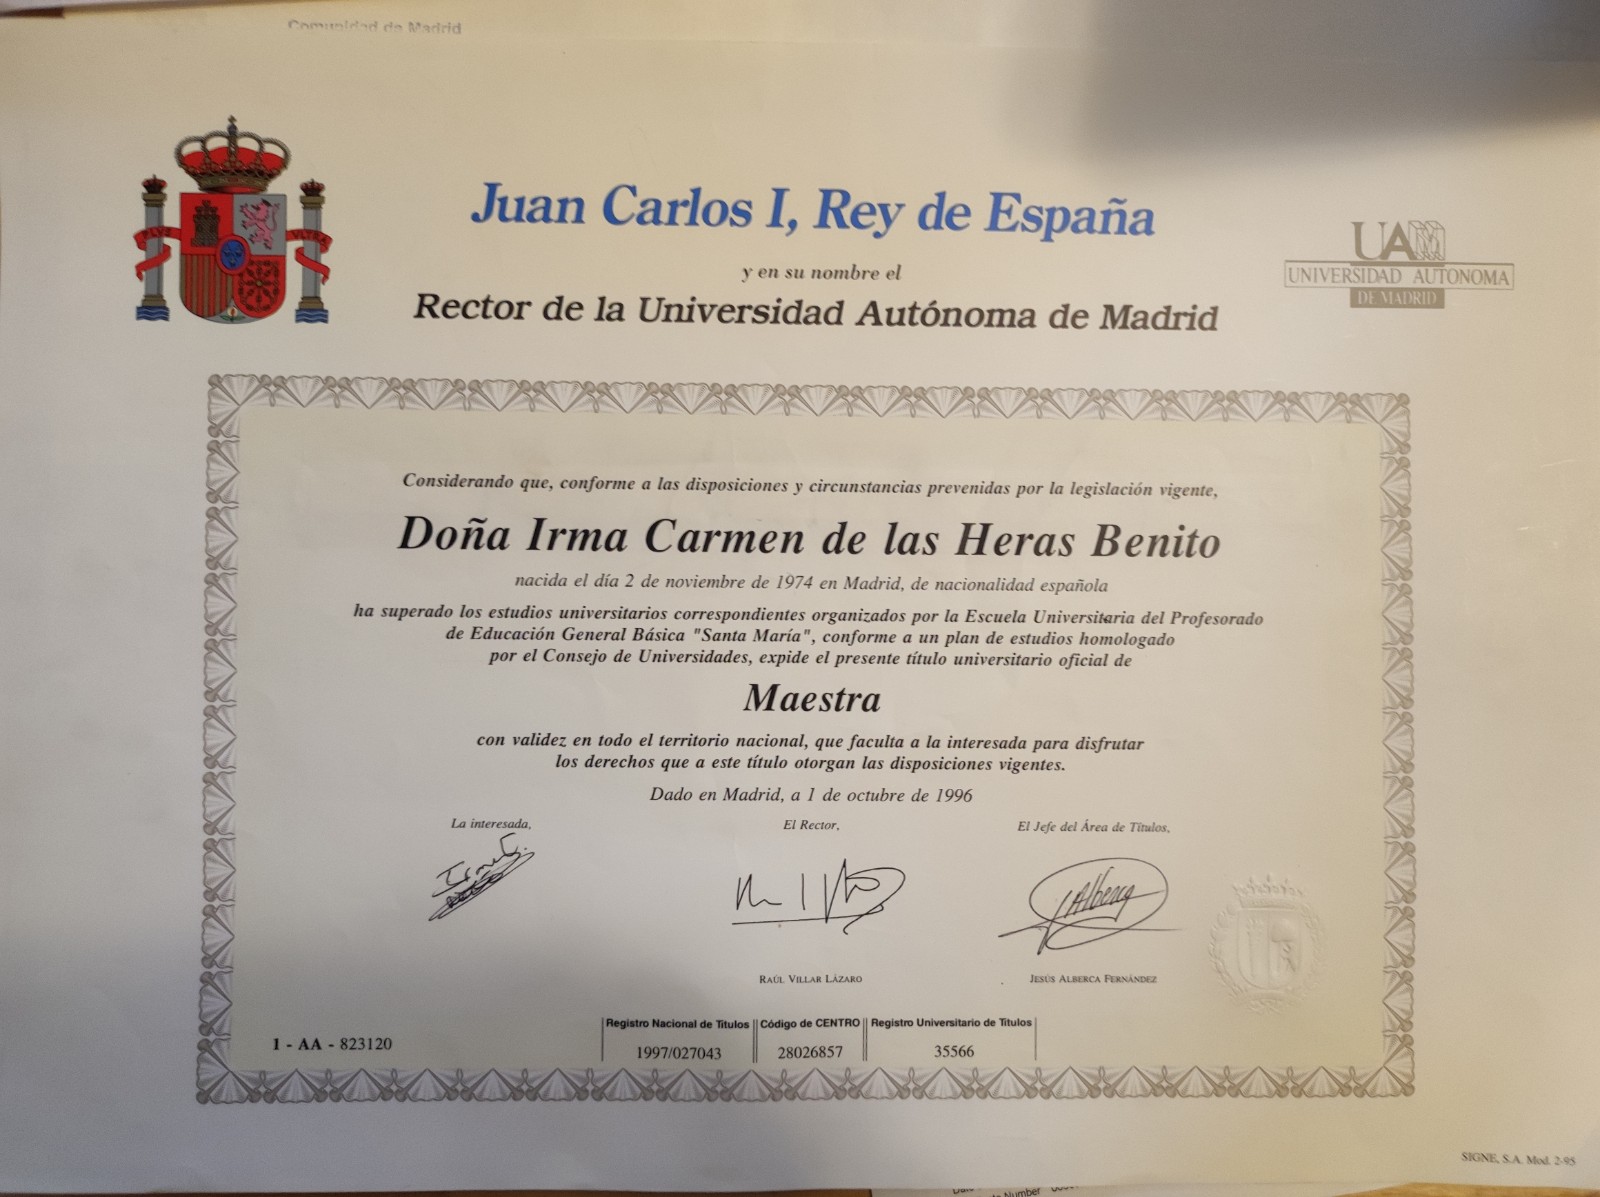 Comunidad de Madrid
PLVS VLTRA
Juan Carlos I, Rey de España
y en su nombre el
Rector de la Universidad Autónoma de Madrid
UAM
UNIVERSIDAD AUTONOMA
DE MADRID
Considerando que, conforme a las disposiciones y circunstancias prevenidas por la legislación vigente,
Doña Irma Carmen de las Heras Benito
nacida el día 2 de noviembre de 1974 en Madrid, de nacionalidad española
ha superado los estudios universitarios correspondientes organizados por la Escuela Universitaria del Profesorado
de Educación General Básica "Santa María", conforme a un plan de estudios homologado
por el Consejo de Universidades, expide el presente título universitario oficial de
Maestra
con validez en todo el territorio nacional, que faculta a la interesada para disfrutar
los derechos que a este título otorgan las disposiciones vigentes.
Dado en Madrid, a 1 de octubre de 1996
La interesada, El Rector, El Jefe del Área de Títulos,
Alberca
RAÚL VILLAR LÁZARO JESÚS ALBERCA FERNÁNDEZ
Registro Nacional de Títulos Código de CENTRO Registro Universitario de Títulos
1 - AA - 823120 1997/027043 28026857 35566
SIGNE, S.A. Mod. 2-95
Number